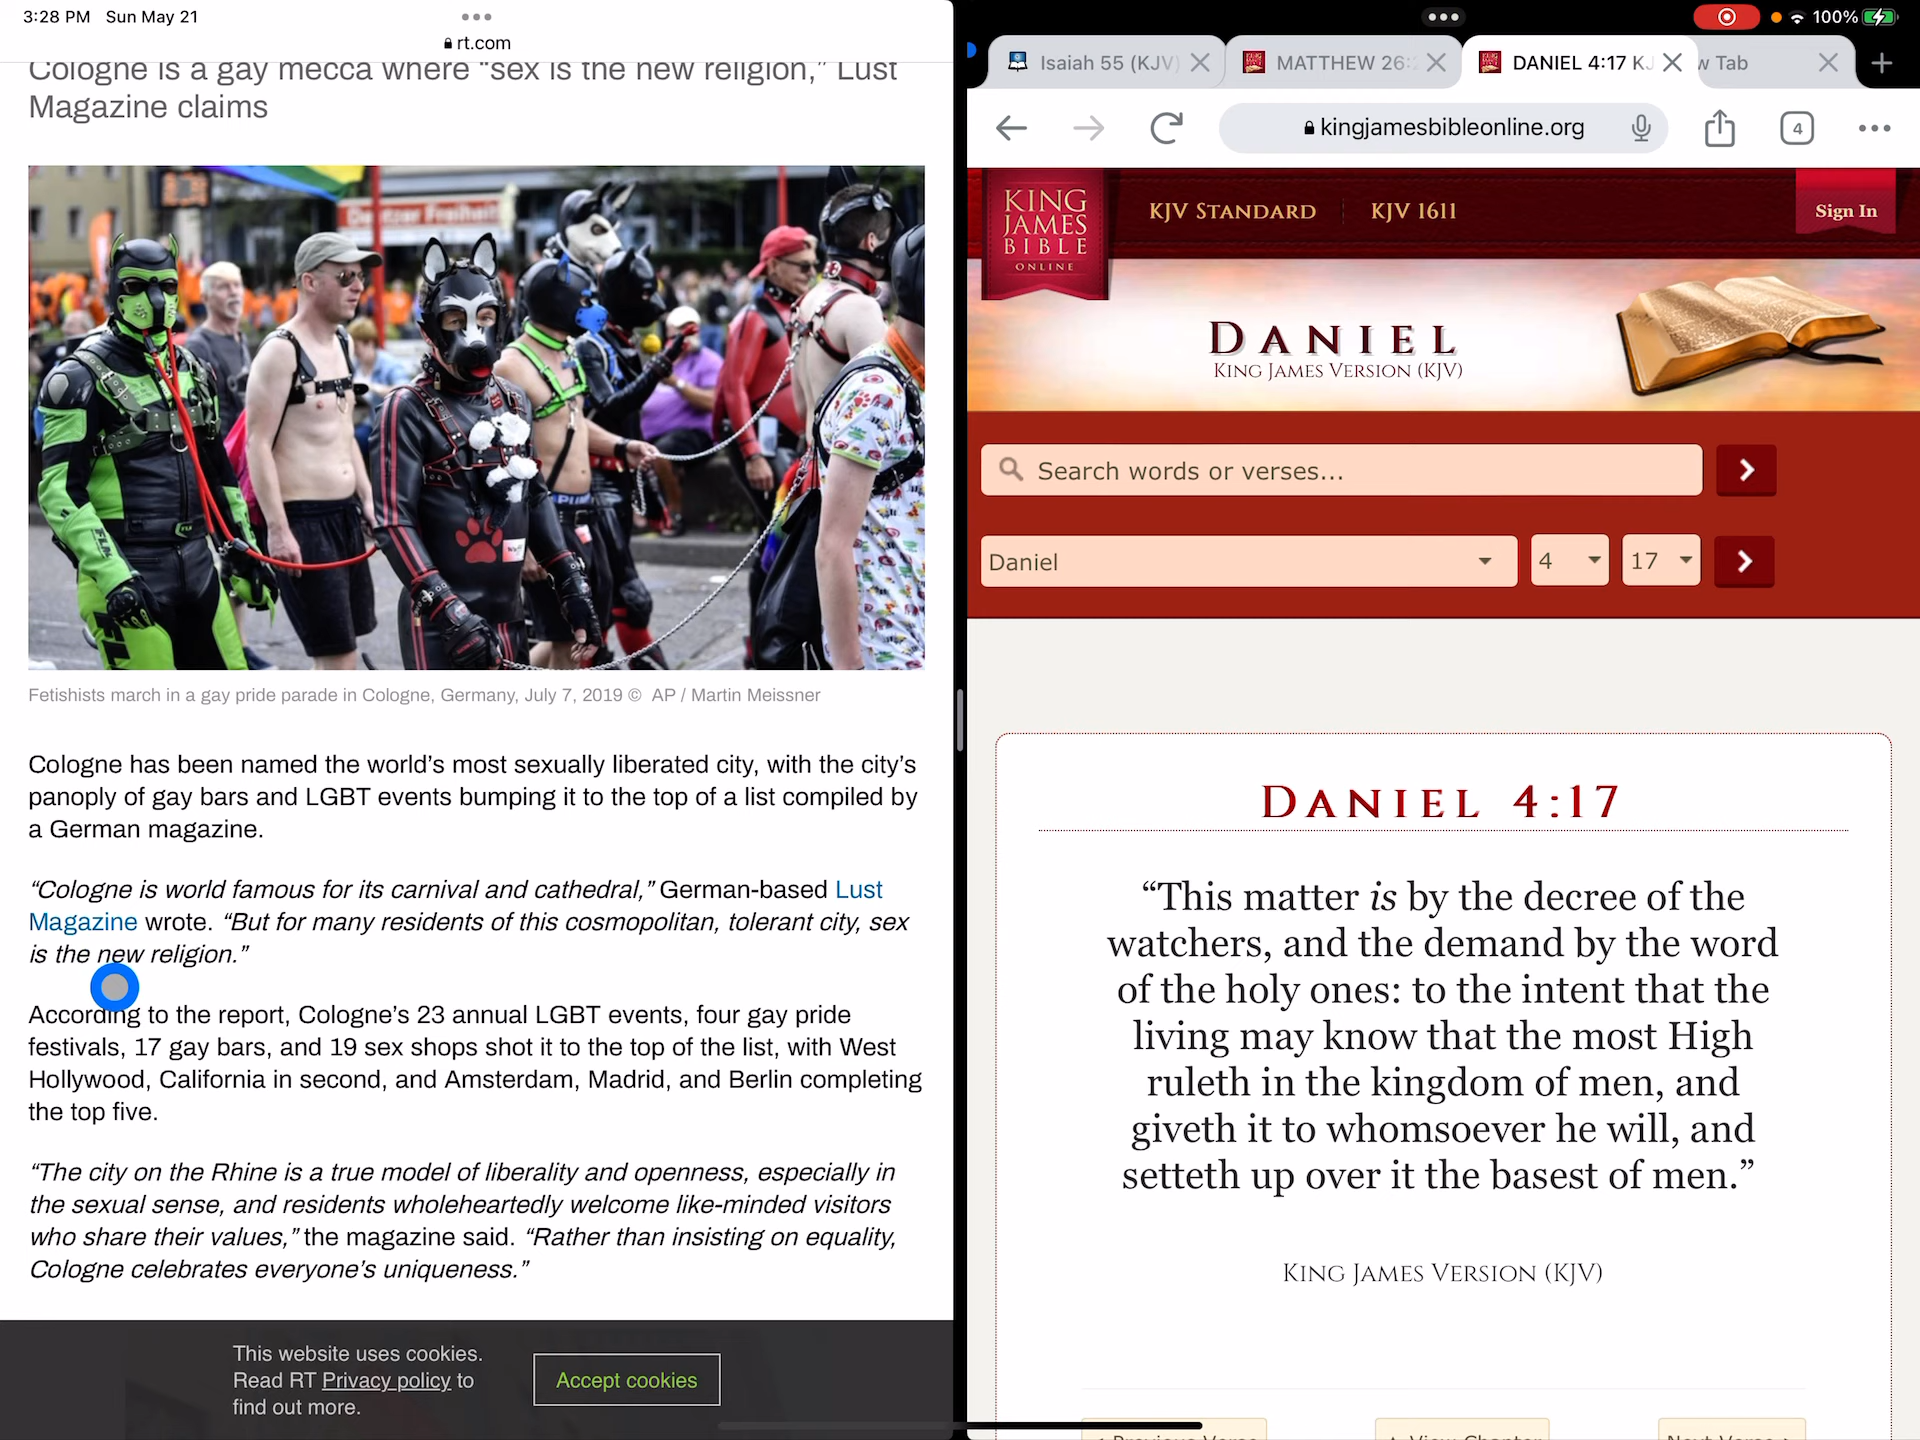 3:28 PM Sun May 21
rt.com
Cologne is a gay mecca where “sex is the new religion,” Lust
Magazine claims
Deutzer Freiheit
Fetishists march in a gay pride parade in Cologne, Germany, July 7, 2019 © AP / Martin Meissner
Cologne has been named the world’s most sexually liberated city, with the city’s
panoply of gay bars and LGBT events bumping it to the top of a list compiled by
a German magazine.
“Cologne is world famous for its carnival and cathedral,” German-based Lust
Magazine wrote. “But for many residents of this cosmopolitan, tolerant city, sex
is the new religion.”
According to the report, Cologne’s 23 annual LGBT events, four gay pride
festivals, 17 gay bars, and 19 sex shops shot it to the top of the list, with West
Hollywood, California in second, and Amsterdam, Madrid, and Berlin completing
the top five.
“The city on the Rhine is a true model of liberality and openness, especially in
the sexual sense, and residents wholeheartedly welcome like-minded visitors
who share their values,” the magazine said. “Rather than insisting on equality,
Cologne celebrates everyone’s uniqueness.”
This website uses cookies.
Read RT Privacy policy to
find out more.
Accept cookies
100%
Isaiah 55 (KJV)
MATTHEW 26:
DANIEL 4:17 KJ
w Tab
kingjamesbibleonline.org
4
KING
JAMES
BIBLE
ONLINE
KJV STANDARD
KJV 1611
Sign In
DANIEL
KING JAMES VERSION (KJV)
Search words or verses...
Daniel
4
17
DANIEL 4:17
“This matter is by the decree of the
watchers, and the demand by the word
of the holy ones: to the intent that the
living may know that the most High
ruleth in the kingdom of men, and
giveth it to whomsoever he will, and
setteth up over it the basest of men.”
KING JAMES VERSION (KJV)
Previous Verse
View Chapter
Next Verse